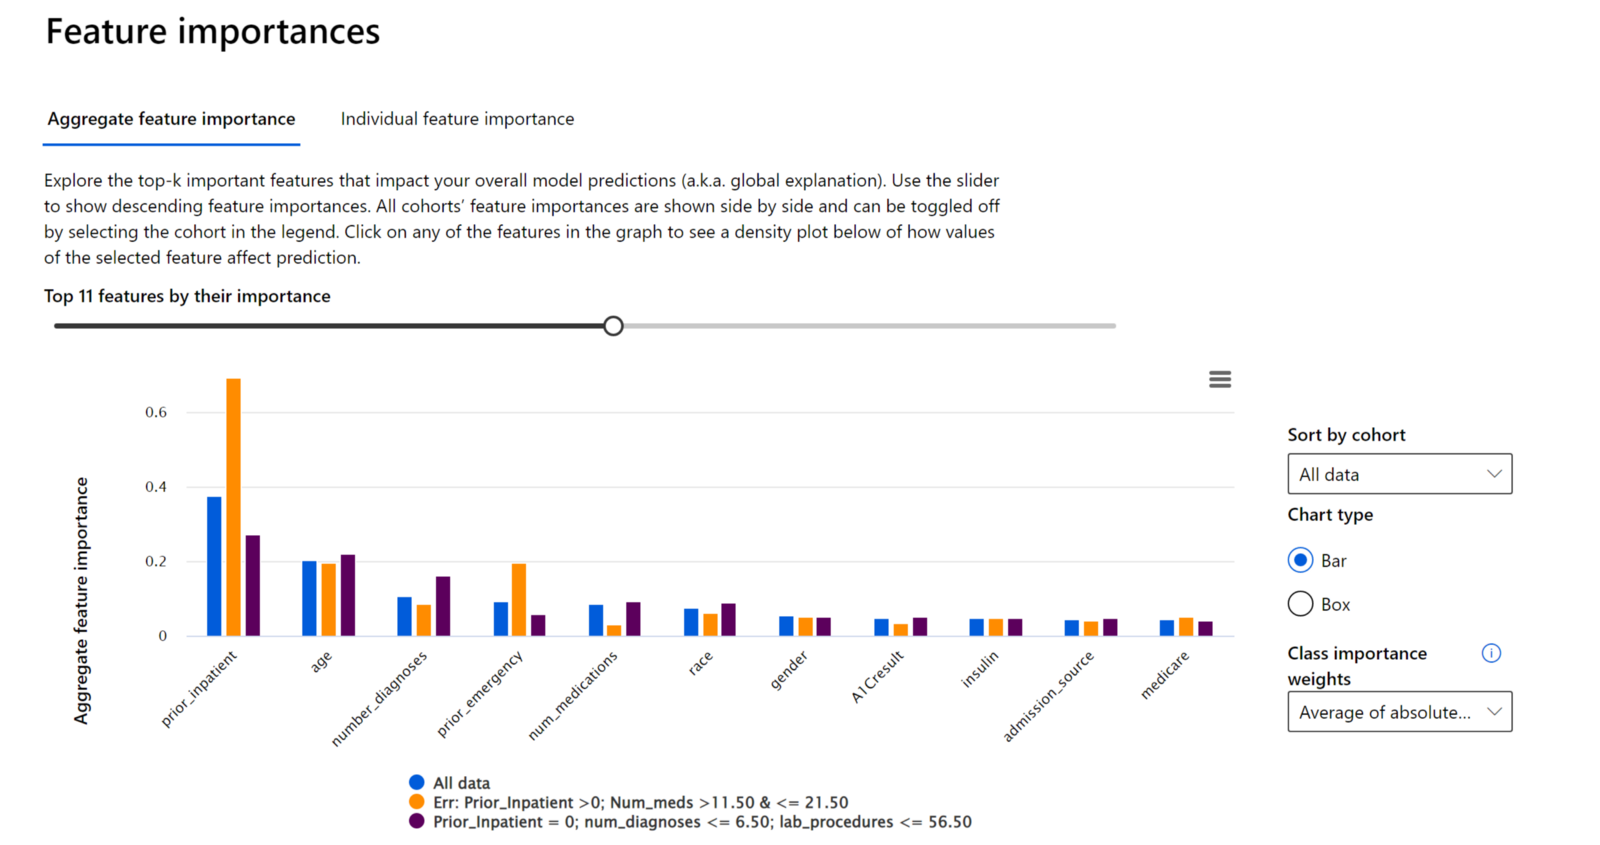 Feature importances
Aggregate feature importance
Individual feature importance
Explore the top-k important features that impact your overall model predictions (a.k.a. global explanation). Use the slider
to show descending feature importances. All cohorts’ feature importances are shown side by side and can be toggled off
by selecting the cohort in the legend. Click on any of the features in the graph to see a density plot below of how values
of the selected feature affect prediction.
Top 11 features by their importance
Aggregate feature importance
0.6
0.4
0.2
0
prior_inpatient
age
number_diagnoses
prior_emergency
num_medications
race
gender
A1Cresult
insulin
admission_source
medicare
All data
Err: Prior_Inpatient >0; Num_meds >11.50 & <= 21.50
Prior_Inpatient = 0; num_diagnoses <= 6.50; lab_procedures <= 56.50
Sort by cohort
All data
Chart type
Bar
Box
Class importance
weights
i
Average of absolute...